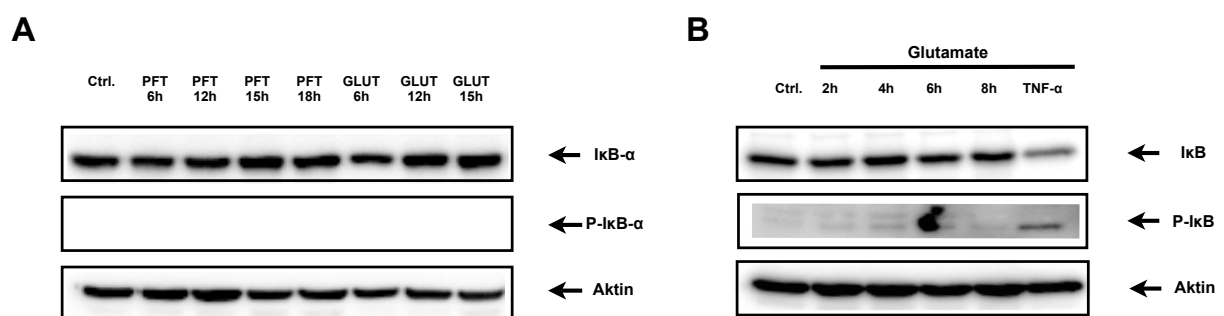 A
Ctrl. PFT 6h PFT 12h PFT 15h PFT 18h GLUT 6h GLUT 12h GLUT 15h
IκB-α
P-IκB-α
Aktin
B
Glutamate
Ctrl. 2h 4h 6h 8h TNF-α
IκB
P-IκB
Aktin